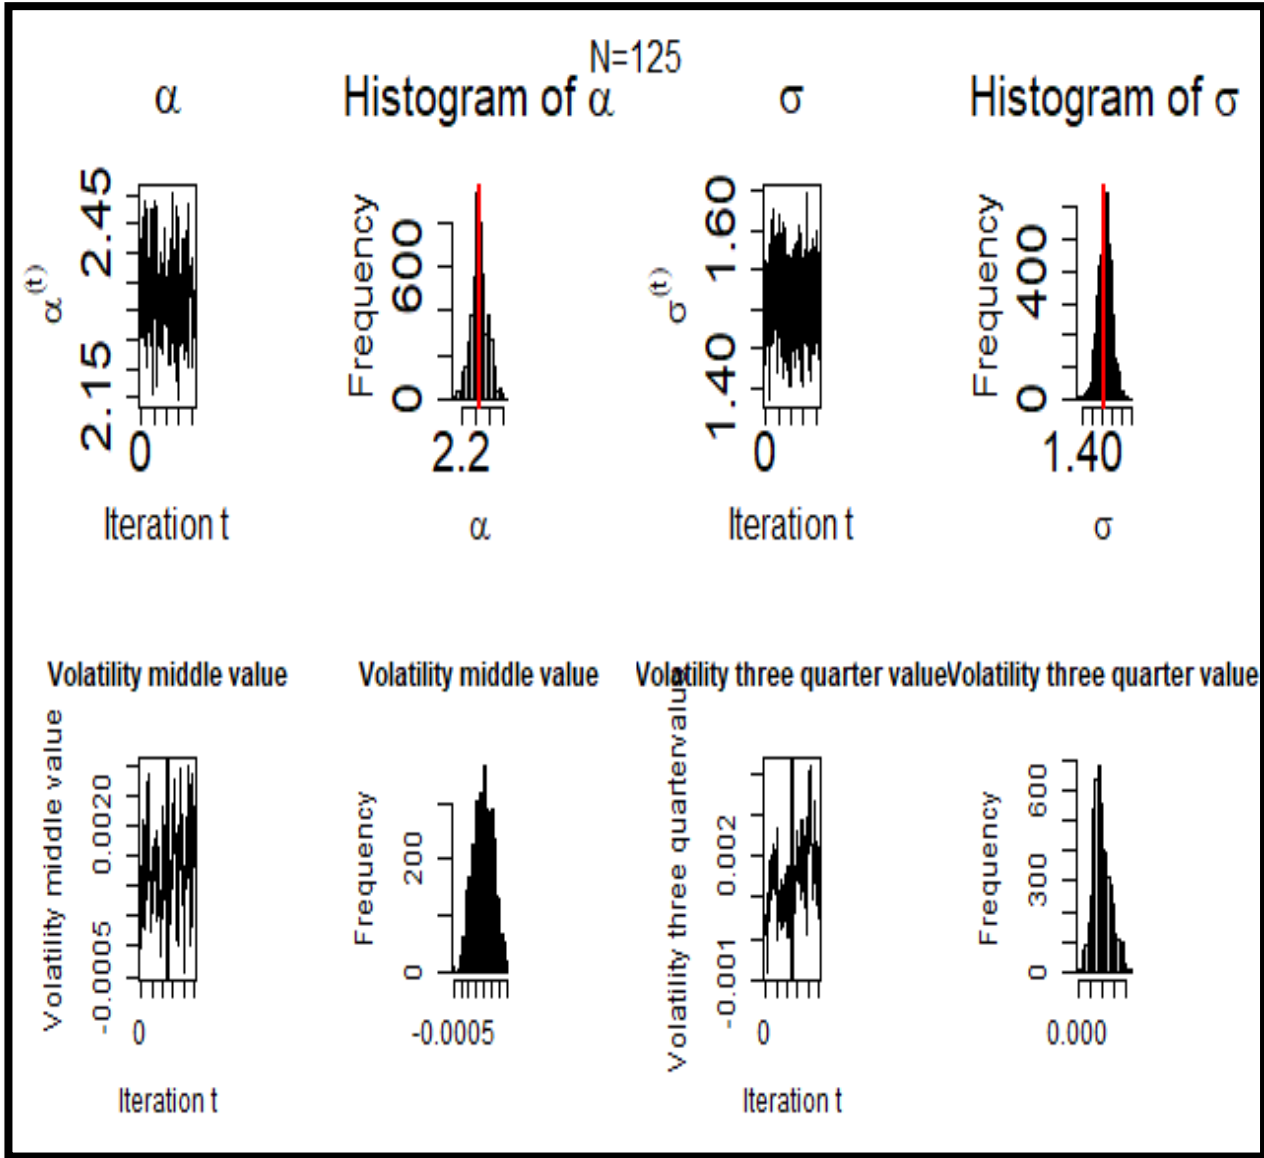 N=125
α
Histogram of α
σ
Histogram of σ
α(t)
2.15
2.45
0
Iteration t
Frequency
0
600
2.2
α
σ(t)
1.40
1.60
0
Iteration t
Frequency
0
400
1.40
σ
Volatility middle value
Volatility middle value
Volatility three quarter value
Volatility three quarter value
Volatility middle value
-0.0005
0.0020
0
Iteration t
Frequency
0
200
-0.0005
Volatility three quartervalue
-0.001
0.002
0
Iteration t
Frequency
0
300
600
0.000